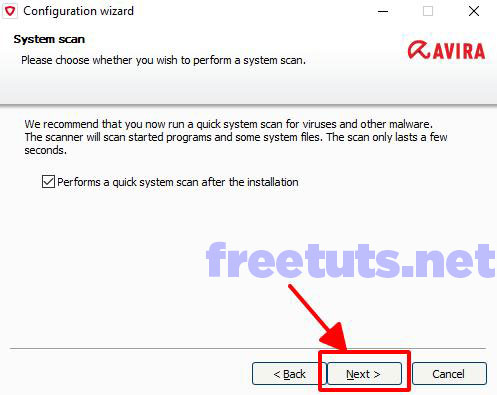 Configuration wizard
System scan
Please choose whether you wish to perform a system scan.
AVIRA
We recommend that you now run a quick system scan for viruses and other malware.
The scanner will scan started programs and some system files. The scan only lasts a few
seconds.
Performs a quick system scan after the installation
freetuts.net
< Back
Next >
Cancel